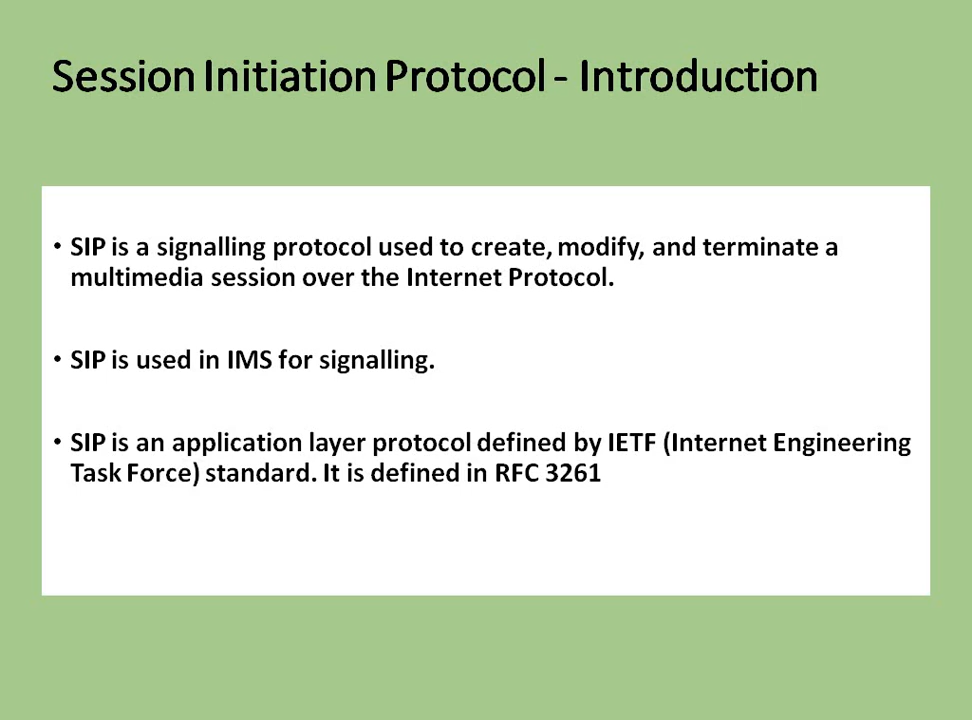 Session Initiation Protocol - Introduction
• SIP is a signalling protocol used to create, modify, and terminate a
multimedia session over the Internet Protocol.
• SIP is used in IMS for signalling.
• SIP is an application layer protocol defined by IETF (Internet Engineering
Task Force) standard. It is defined in RFC 3261